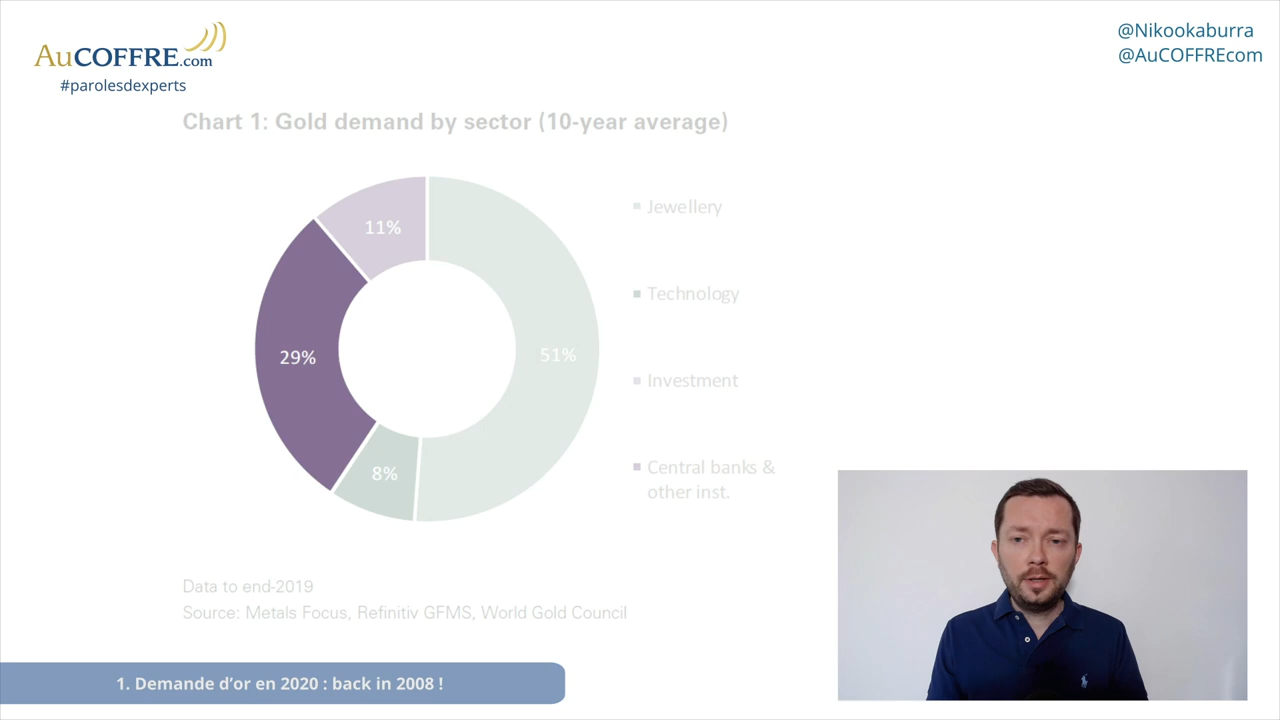 AuCOFFRE.com
#parolesdexperts
@Nikookaburra
@AuCOFFREcom
Chart 1: Gold demand by sector (10-year average)
11%
29%
51%
8%
Jewellery
Technology
Investment
Central banks &
other inst.
Data to end-2019
Source: Metals Focus, Refinitiv GFMS, World Gold Council
1. Demande d’or en 2020 : back in 2008 !